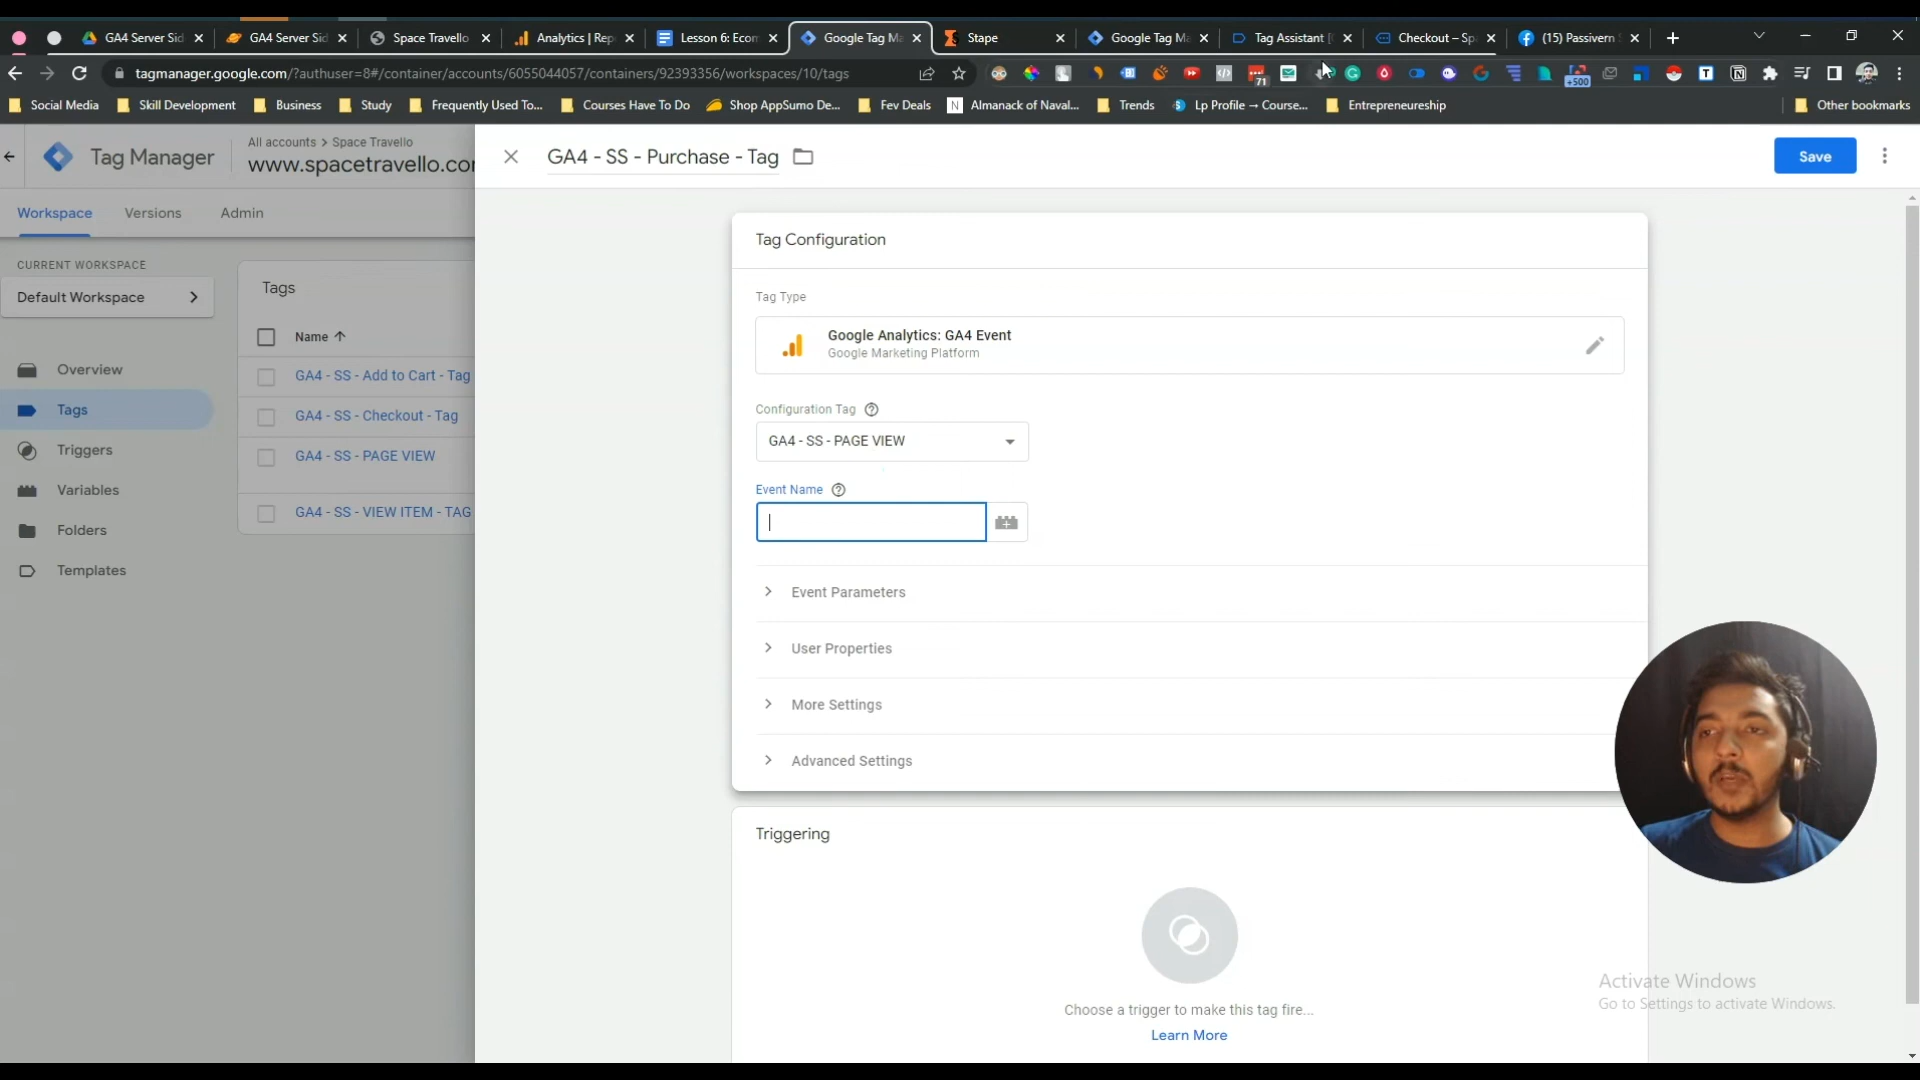 GA4 Server Sid
GA4 Server Sid
Space Travello
Analytics | Rep
Lesson 6: Econ
Google Tag Ma
Stape
Google Tag Ma
Tag Assistant [
Checkout – Sp
(15) Passivern
tagmanager.google.com/?authuser=8#/container/accounts/6055044057/containers/92393356/workspaces/10/tags
71
+500
Social Media
Skill Development
Business
Study
Frequently Used To...
Courses Have To Do
Shop AppSumo De...
Fev Deals
Almanack of Naval...
Trends
Lp Profile → Course...
Entrepreneureship
Other bookmarks
Tag Manager
All accounts > Space Travello
www.spacetravello.con
GA4 - SS - Purchase - Tag
Save
Workspace
Versions
Admin
CURRENT WORKSPACE
Default Workspace
Overview
Tags
Triggers
Variables
Folders
Templates
Tags
Name
GA4 - SS - Add to Cart - Tag
GA4 - SS - Checkout - Tag
GA4 - SS - PAGE VIEW
GA4 - SS - VIEW ITEM - TAG
Tag Configuration
Tag Type
Google Analytics: GA4 Event
Google Marketing Platform
Configuration Tag
GA4 - SS - PAGE VIEW
Event Name
Event Parameters
User Properties
More Settings
Advanced Settings
Triggering
Choose a trigger to make this tag fire...
Learn More
Activate Windows
Go to Settings to activate Windows.